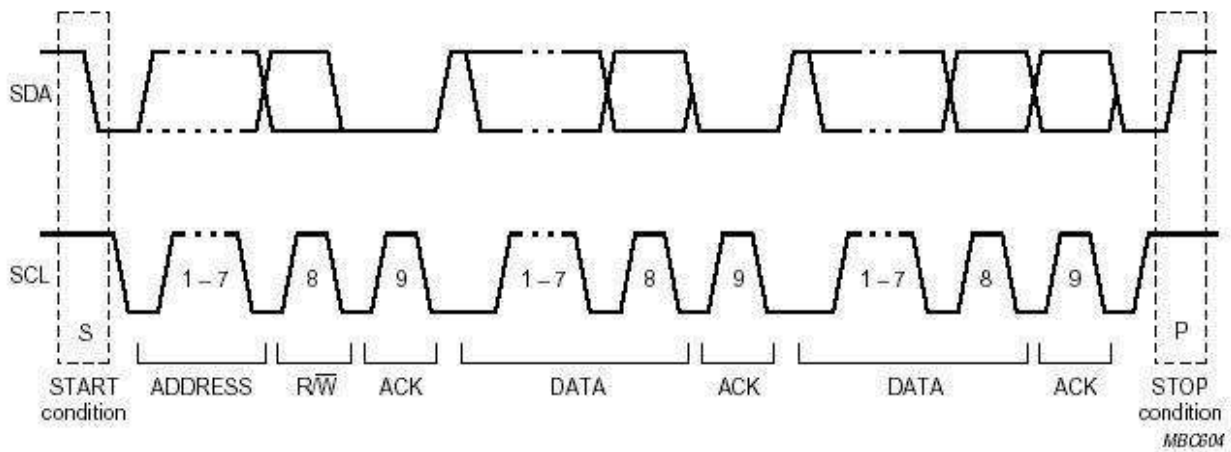 SDA
SCL
1 – 7 8 9 1 – 7 8 9 1 – 7 8 9
S P
START condition ADDRESS R/W̅ ACK DATA ACK DATA ACK STOP condition
MBC604